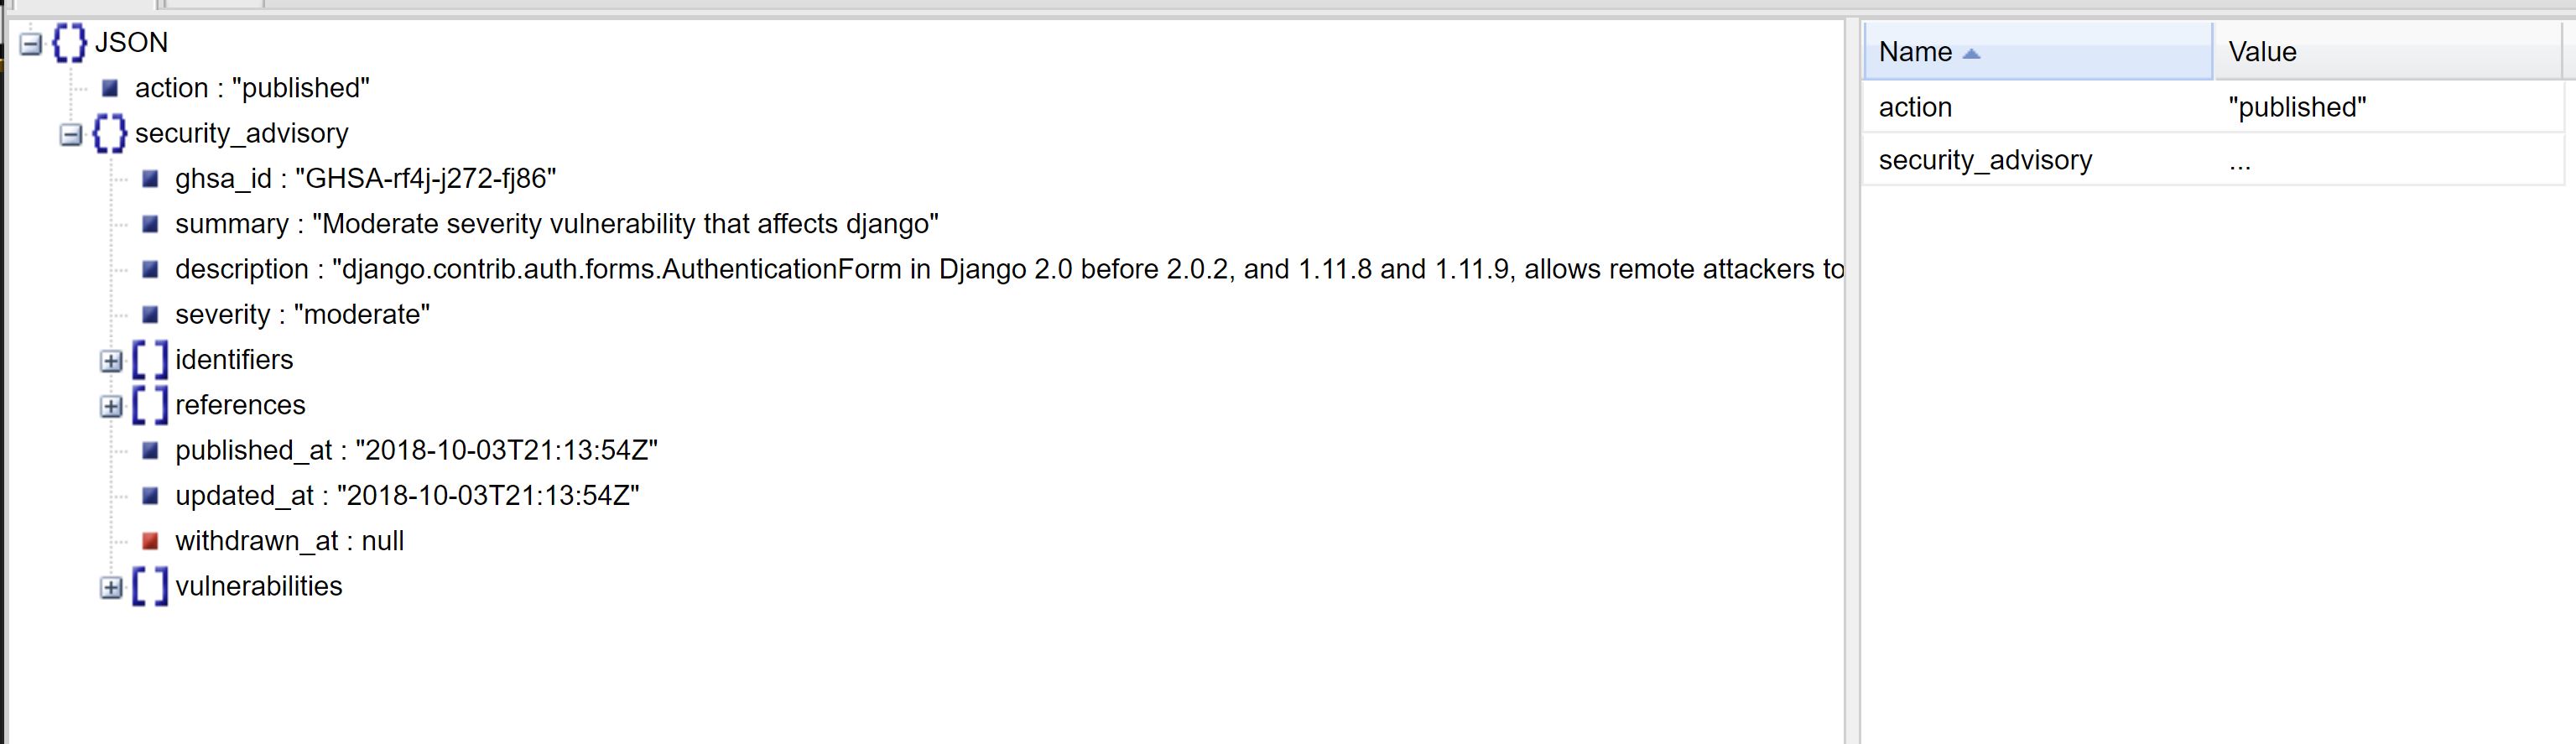 JSON
action : "published"
security_advisory
ghsa_id : "GHSA-rf4j-j272-fj86"
summary : "Moderate severity vulnerability that affects django"
description : "django.contrib.auth.forms.AuthenticationForm in Django 2.0 before 2.0.2, and 1.11.8 and 1.11.9, allows remote attackers to
severity : "moderate"
identifiers
references
published_at : "2018-10-03T21:13:54Z"
updated_at : "2018-10-03T21:13:54Z"
withdrawn_at : null
vulnerabilities
Name Value
action "published"
security_advisory ...